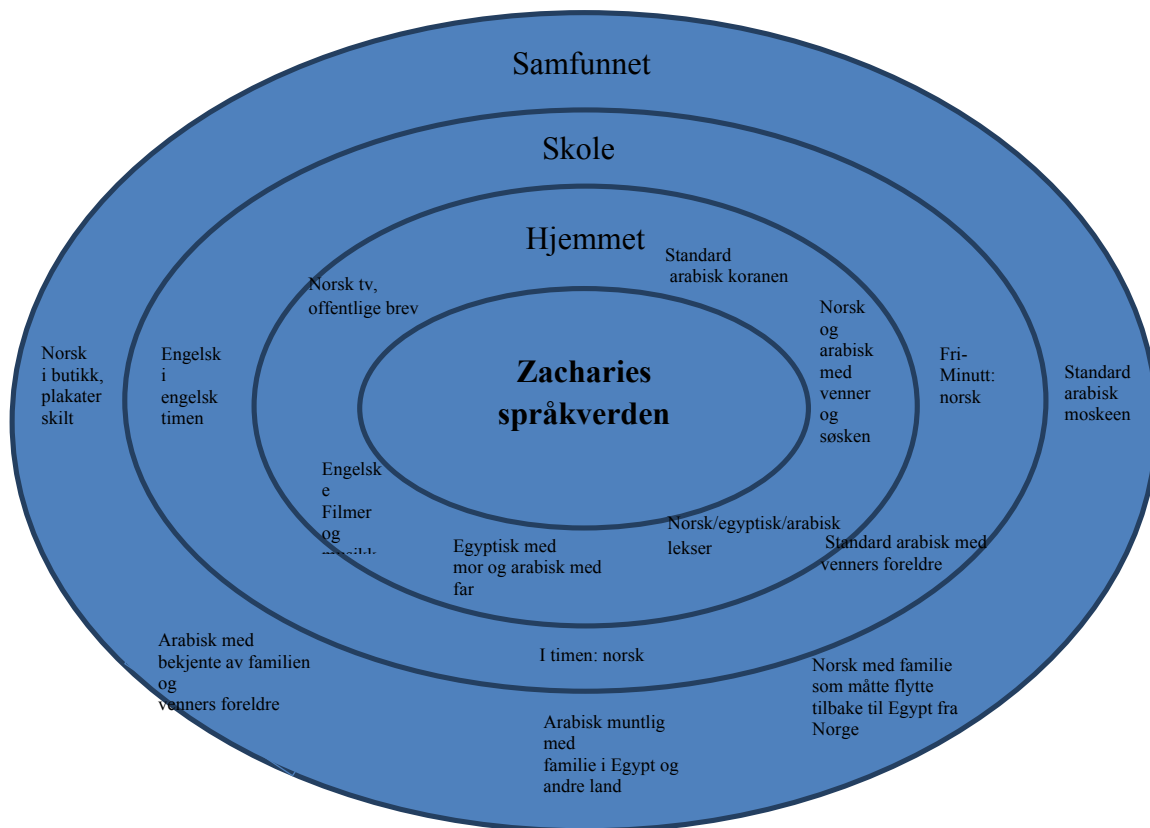 Samfunnet
Skole
Hjemmet
Standard
arabisk koranen
Norsk tv,
offentlige brev
Norsk
og
arabisk
med
venner
og
søsken
Norsk
i butikk,
plakater
skilt
Engelsk
i
engelsk
timen
Zacharies
språkverden
Fri-
Minutt:
norsk
Standard
arabisk
moskeen
Engelsk
e
Filmer
og
Norsk/egyptisk/arabisk
lekser
Egyptisk med
mor og arabisk med
far
Standard arabisk med
venners foreldre
Arabisk med
bekjente av familien
og
venners foreldre
I timen: norsk
Norsk med familie
som måtte flytte
tilbake til Egypt fra
Norge
Arabisk muntlig
med
familie i Egypt og
andre land